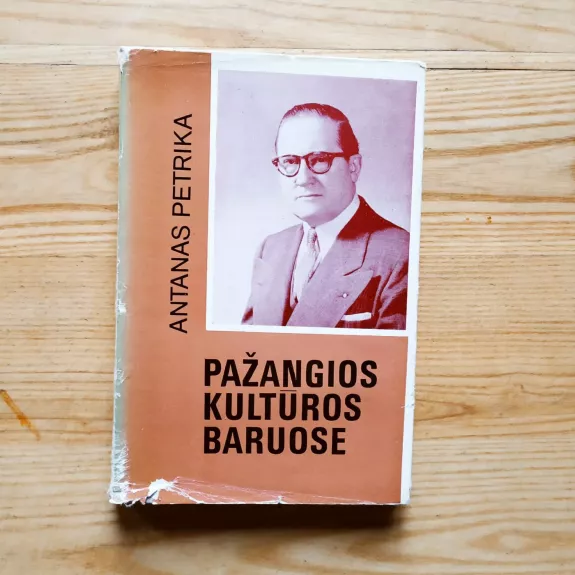 ANTANAS PETRIKA
PAŽANGIOS
KULTŪROS
BARUOSE